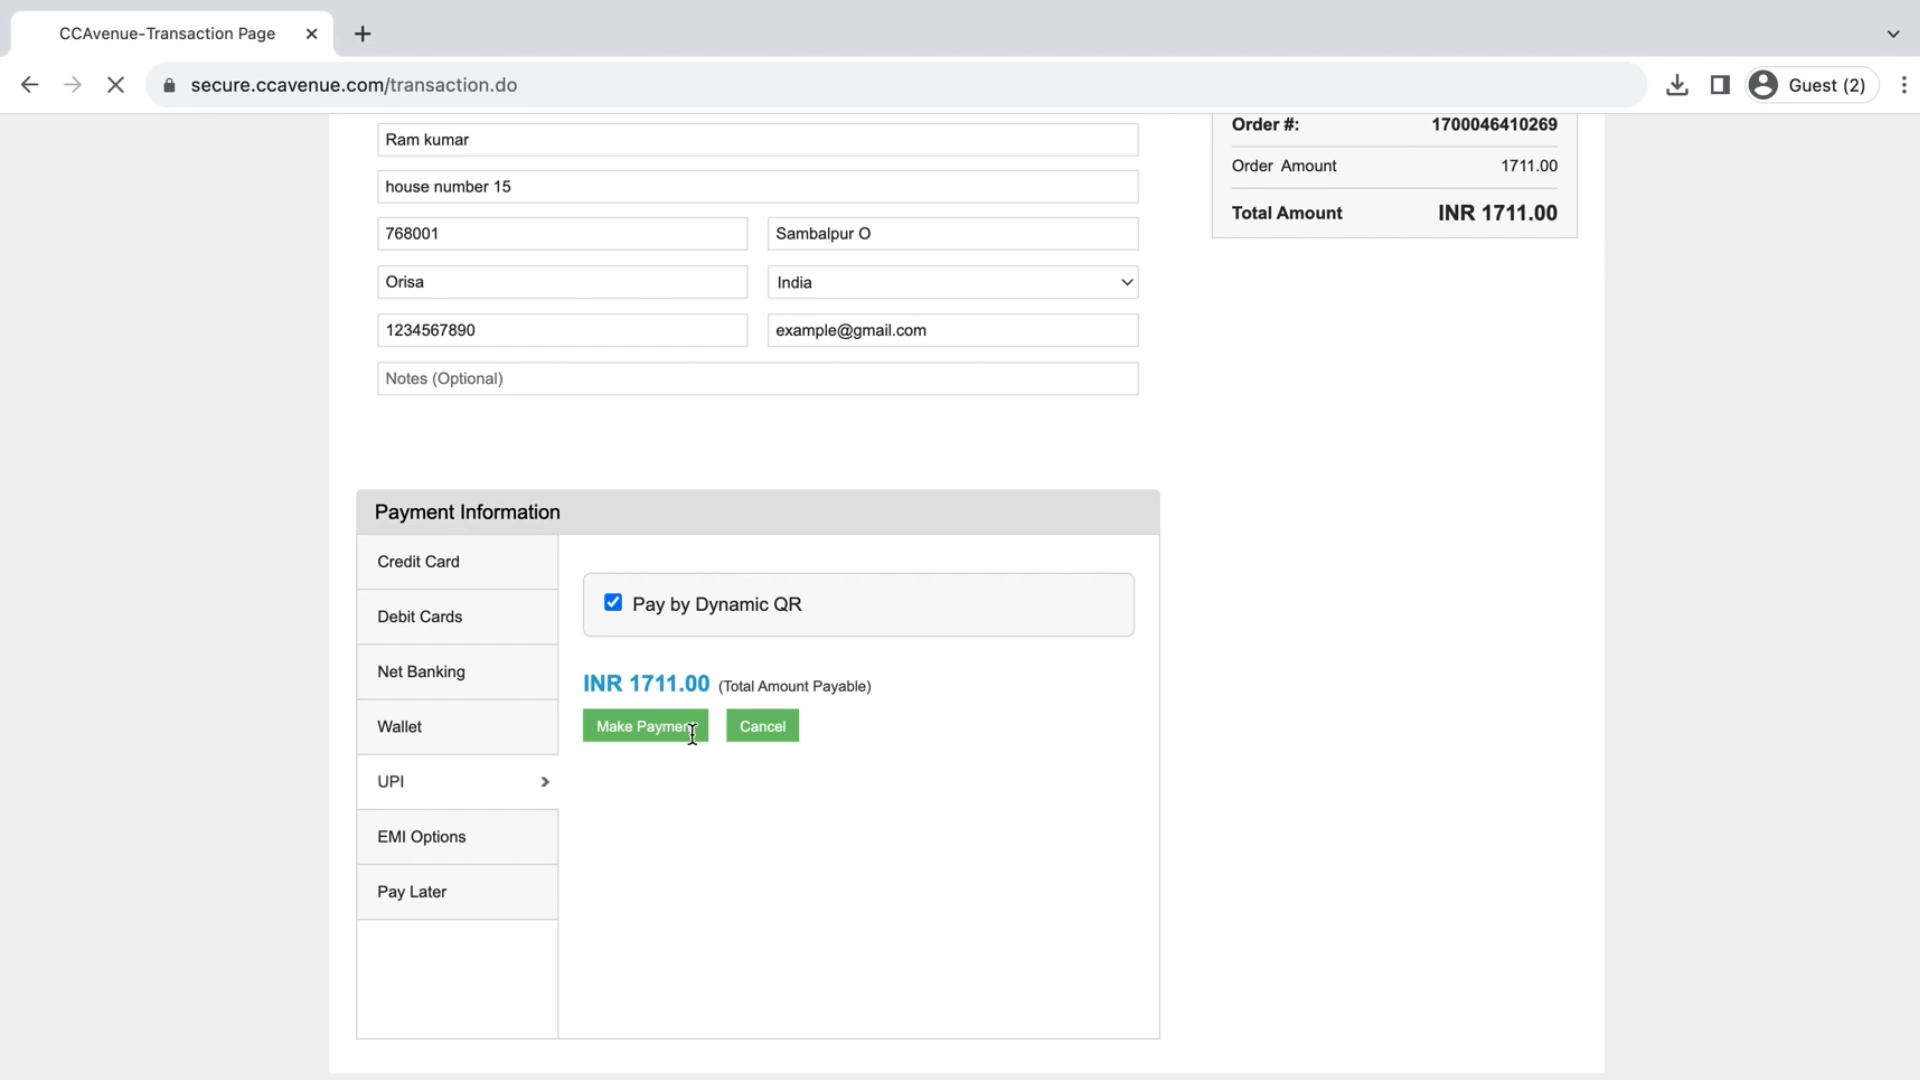 CCAvenue-Transaction Page
secure.ccavenue.com/transaction.do
Guest (2)
Ram kumar
house number 15
768001
Sambalpur O
Orisa
India
1234567890
example@gmail.com
Notes (Optional)
Order #: 1700046410269
Order Amount 1711.00
Total Amount INR 1711.00
Payment Information
Credit Card
Debit Cards
Net Banking
Wallet
UPI
EMI Options
Pay Later
Pay by Dynamic QR
INR 1711.00 (Total Amount Payable)
Make Payment
Cancel